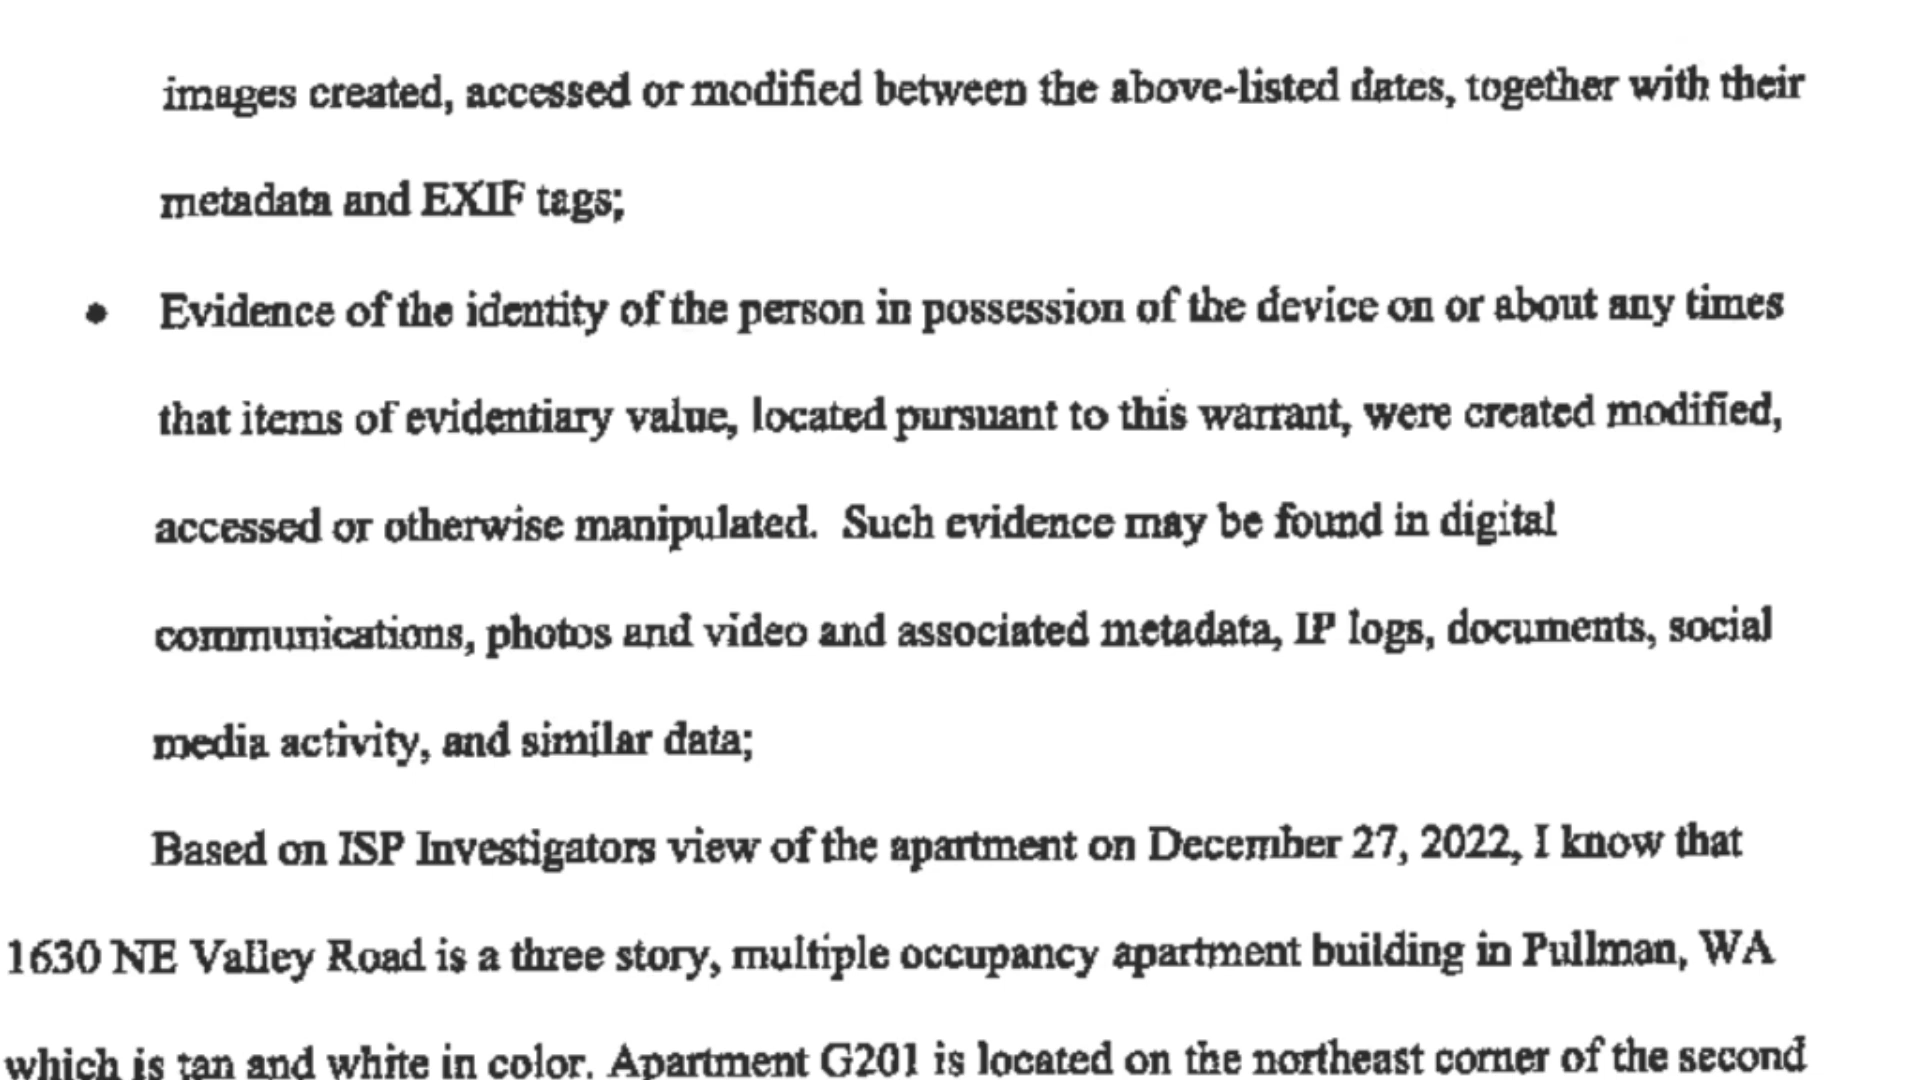 images created, accessed or modified between the above-listed dates, together with their
metadata and EXIF tags;
• Evidence of the identity of the person in possession of the device on or about any times
that items of evidentiary value, located pursuant to this warrant, were created modified,
accessed or otherwise manipulated.  Such evidence may be found in digital
communications, photos and video and associated metadata, IP logs, documents, social
media activity, and similar data;
Based on ISP Investigators view of the apartment on December 27, 2022, I know that
1630 NE Valley Road is a three story, multiple occupancy apartment building in Pullman, WA
which is tan and white in color. Apartment G201 is located on the northeast corner of the second